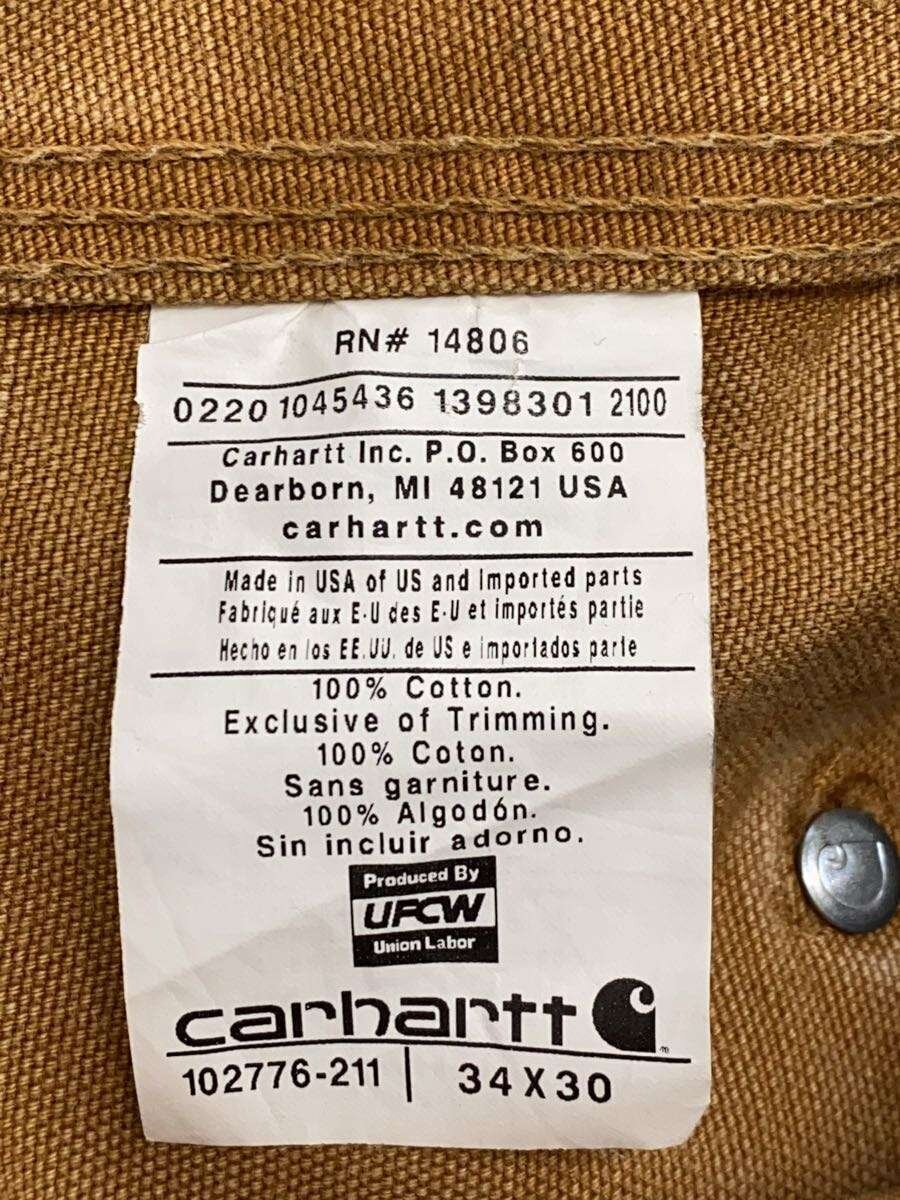 RN# 14806
0220 1045436 1398301 2100
Carhartt Inc. P.O. Box 600
Dearborn, MI 48121 USA
carhartt.com
Made in USA of US and Imported parts
Fabriqué aux E-U des E-U et importés partie
Hecho en los EE.UU. de US e importados parte
100% Cotton.
Exclusive of Trimming.
100% Coton.
Sans garniture.
100% Algodón.
Sin incluir adorno.
Produced By
UFCW
Union Labor
carhartt
102776-211 | 34 X 30